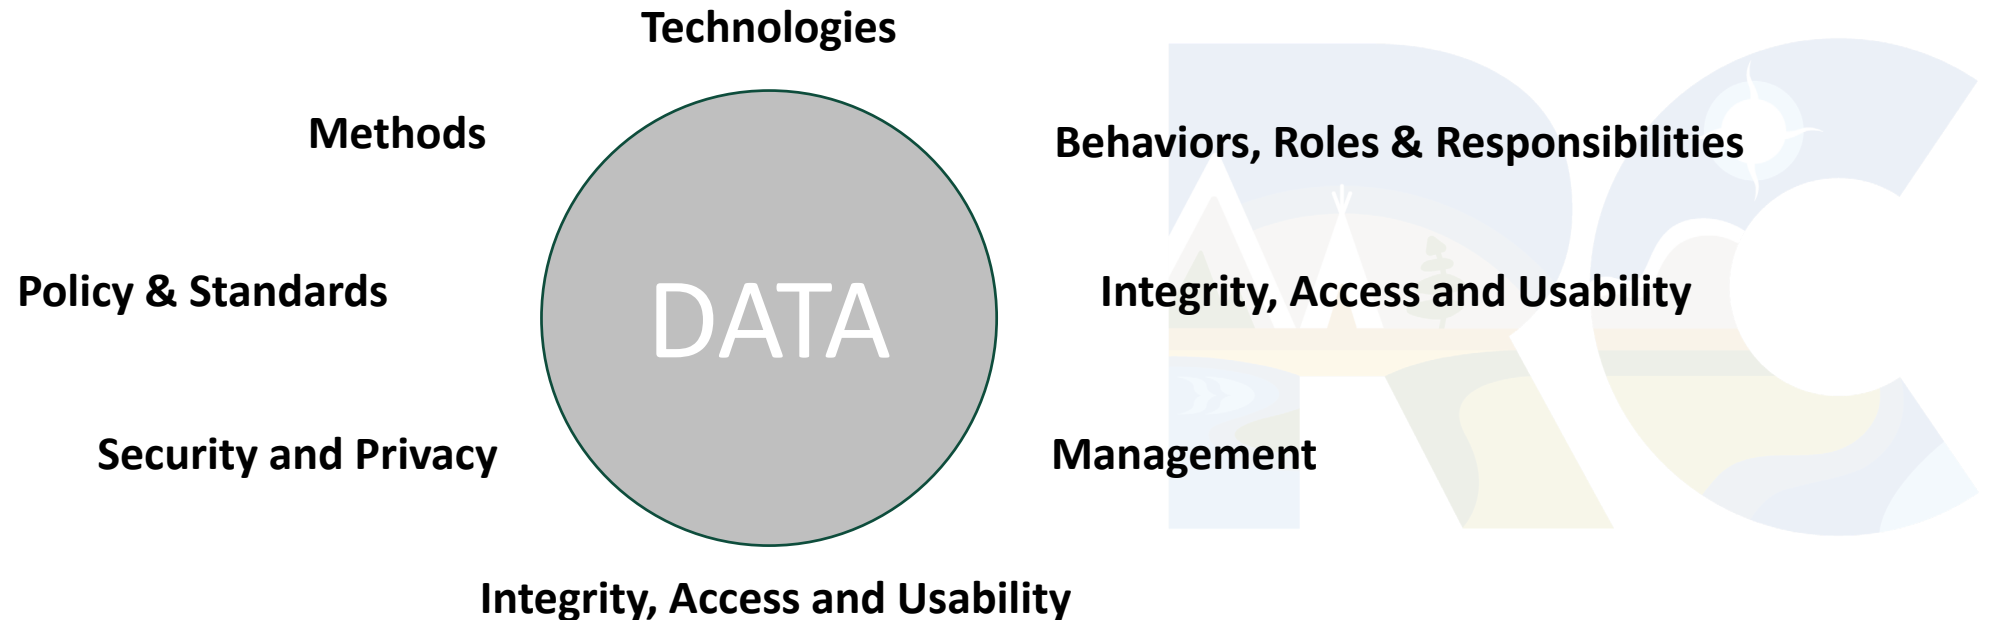 Technologies
Methods
Behaviors, Roles & Responsibilities
Policy & Standards
DATA
Integrity, Access and Usability
Security and Privacy
Management
Integrity, Access and Usability
RC